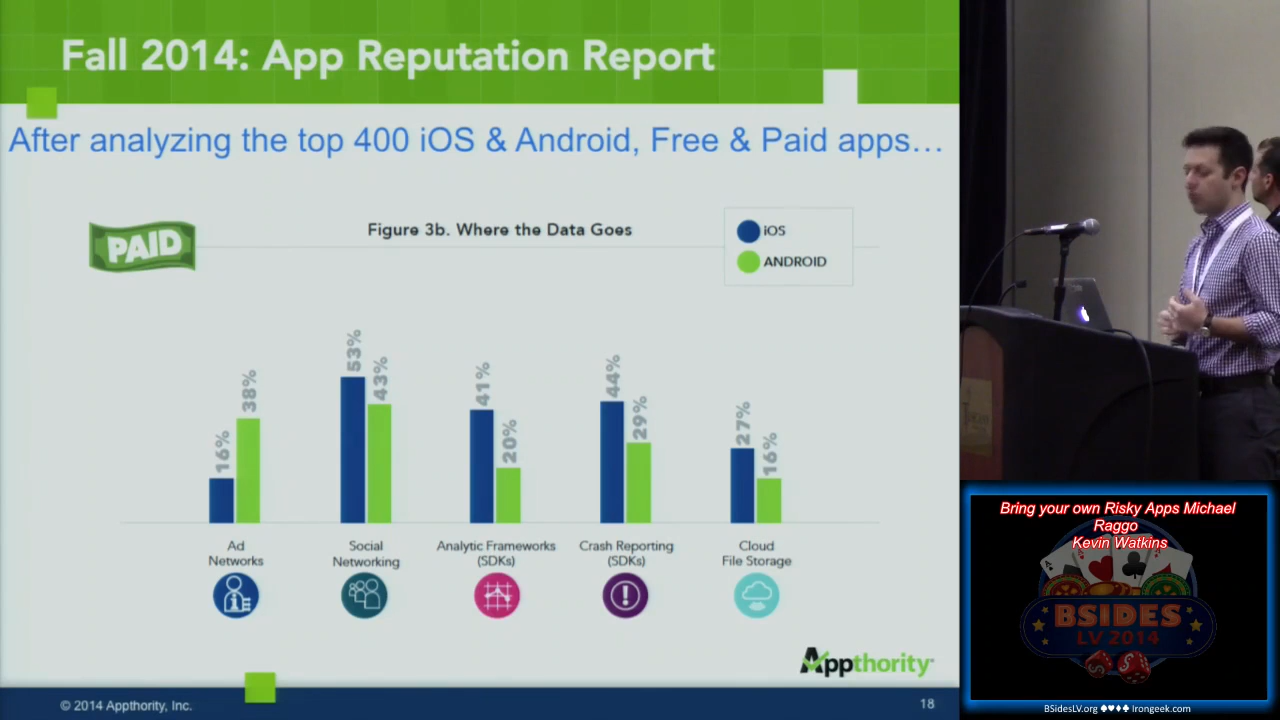 Fall 2014: App Reputation Report
After analyzing the top 400 iOS & Android, Free & Paid apps…
PAID
Figure 3b. Where the Data Goes
iOS
ANDROID
16%
38%
53%
43%
41%
20%
44%
29%
27%
16%
Ad
Networks
Social
Networking
Analytic Frameworks
(SDKs)
Crash Reporting
(SDKs)
Cloud
File Storage
Appthority
© 2014 Appthority, Inc.
18
Bring your own Risky Apps Michael
Raggo
Kevin Watkins
BSIDES
LV 2014
BSidesLV.org ♠♥♦♣ Irongeek.com